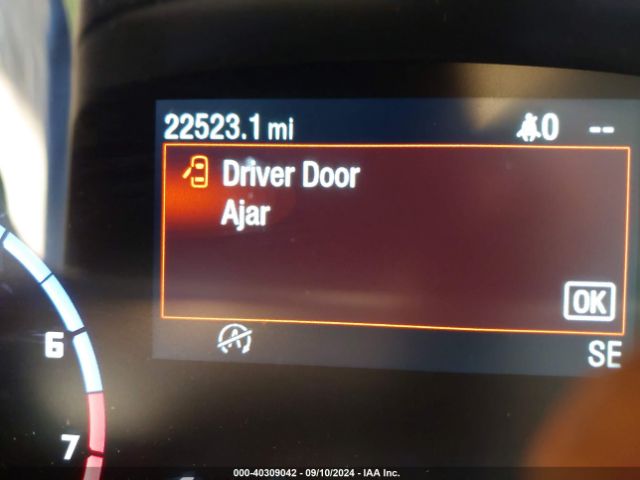 22523.1 mi
0 --
Driver Door
Ajar
OK
A
SE
6
7
000-40309042 - 09/10/2024 - IAA Inc.